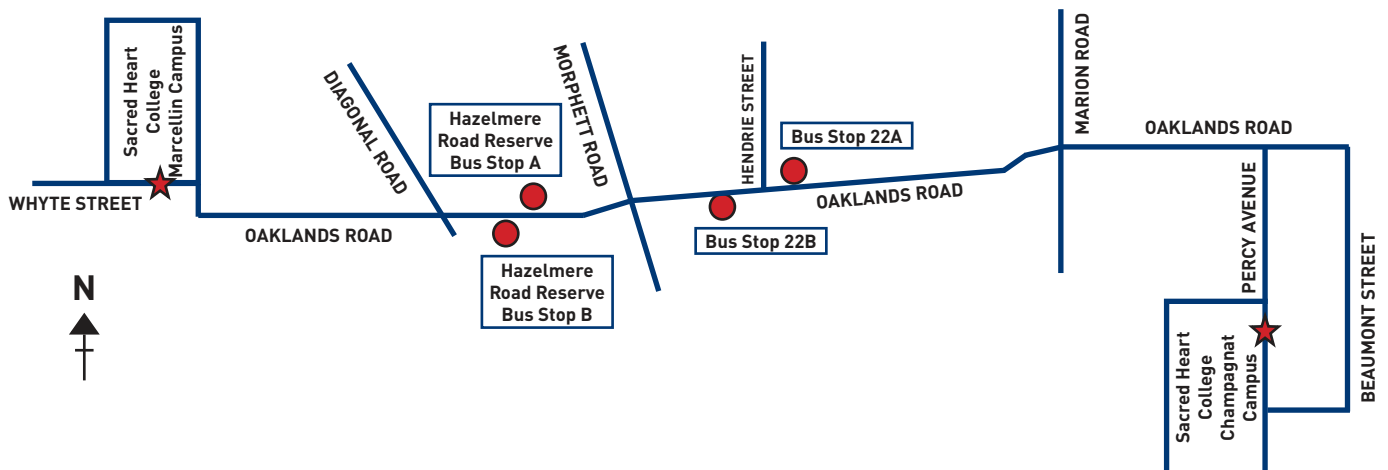 Sacred Heart
College
Marcellin Campus
WHYTE STREET
OAKLANDS ROAD
DIAGONAL ROAD
Hazelmere
Road Reserve
Bus Stop A
Hazelmere
Road Reserve
Bus Stop B
MORPHETT ROAD
HENDRIE STREET
Bus Stop 22A
Bus Stop 22B
OAKLANDS ROAD
MARION ROAD
OAKLANDS ROAD
PERCY AVENUE
BEAUMONT STREET
Sacred Heart
College
Champagnat
Campus
N